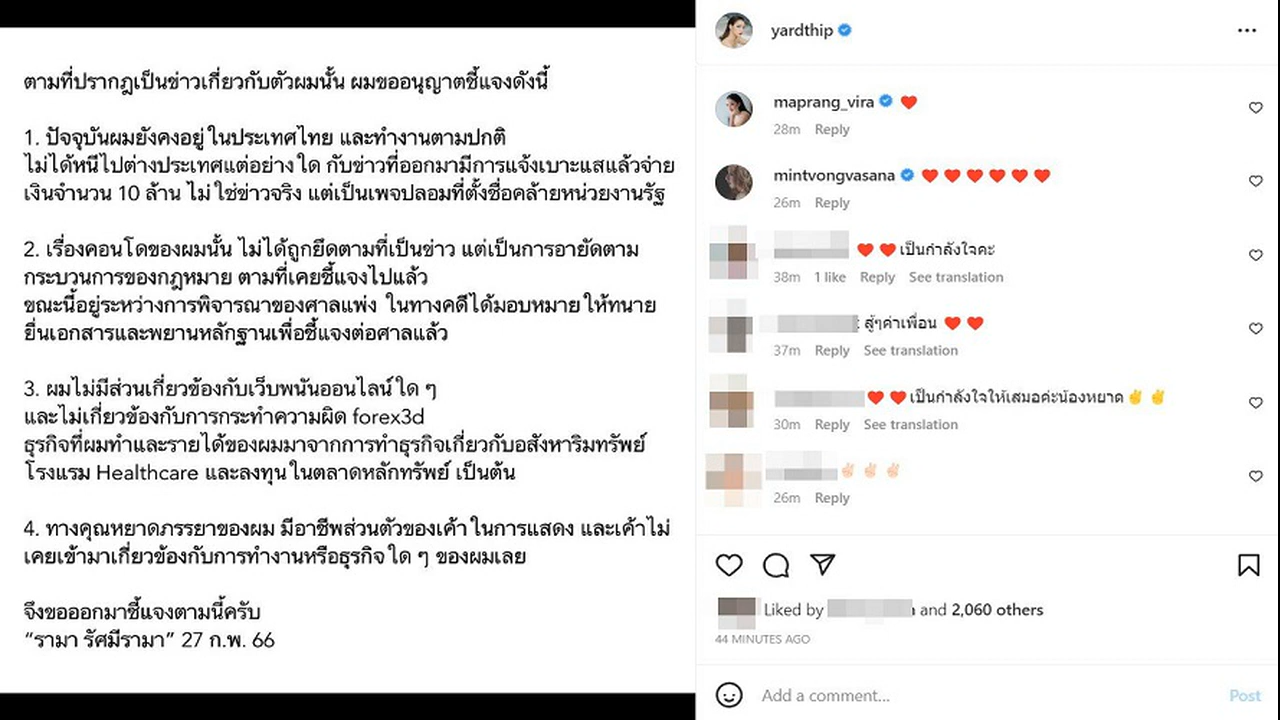 ตามที่ปรากฎเป็นข่าวเกี่ยวกับตัวผมนั้น ผมขออนุญาตชี้แจงดังนี้
1. ปัจจุบันผมยังคงอยู่ในประเทศไทย และทำงานตามปกติ
ไม่ได้หนีไปต่างประเทศแต่อย่างใด กับข่าวที่ออกมามีการแจ้งเบาะแสแล้วจ่าย
เงินจำนวน 10 ล้าน ไม่ใช่ข่าวจริง แต่เป็นเพจปลอมที่ตั้งชื่อคล้ายหน่วยงานรัฐ
2. เรื่องคอนโดของผมนั้น ไม่ได้ถูกยึดตามที่เป็นข่าว แต่เป็นการอายัดตาม
กระบวนการของกฎหมาย ตามที่เคยชี้แจงไปแล้ว
ขณะนี้อยู่ระหว่างการพิจารณาของศาลแพ่ง ในทางคดีได้มอบหมายให้ทนาย
ยื่นเอกสารและพยานหลักฐานเพื่อชี้แจงต่อศาลแล้ว
3. ผมไม่มีส่วนเกี่ยวข้องกับเว็บพนันออนไลน์ใด ๆ
และไม่เกี่ยวข้องกับการกระทำความผิด forex3d
ธุรกิจที่ผมทำและรายได้ของผมมาจากการทำธุรกิจเกี่ยวกับอสังหาริมทรัพย์
โรงแรม Healthcare และลงทุนในตลาดหลักทรัพย์ เป็นต้น
4. ทางคุณหยาดภรรยาของผม มีอาชีพส่วนตัวของเค้าในการแสดง และเค้าไม่
เคยเข้ามาเกี่ยวข้องกับการทำงานหรือธุรกิจใด ๆ ของผมเลย
จึงขอออกมาชี้แจงตามนี้ครับ
“รามา รัศมีรามา” 27 ก.พ. 66
yardthip
maprang_vira ❤️
28m Reply
mintvongvasana ❤️❤️❤️❤️❤️❤️
26m Reply
❤️❤️เป็นกำลังใจคะ
38m 1 like Reply See translation
: สู้ๆค่าเพื่อน ❤️❤️
37m Reply See translation
❤️❤️เป็นกำลังใจให้เสมอค่ะน้องหยาด✌️✌️
30m Reply See translation
✌🏻✌🏻✌🏻
26m Reply
Liked by and 2,060 others
44 MINUTES AGO
Add a comment...
Post